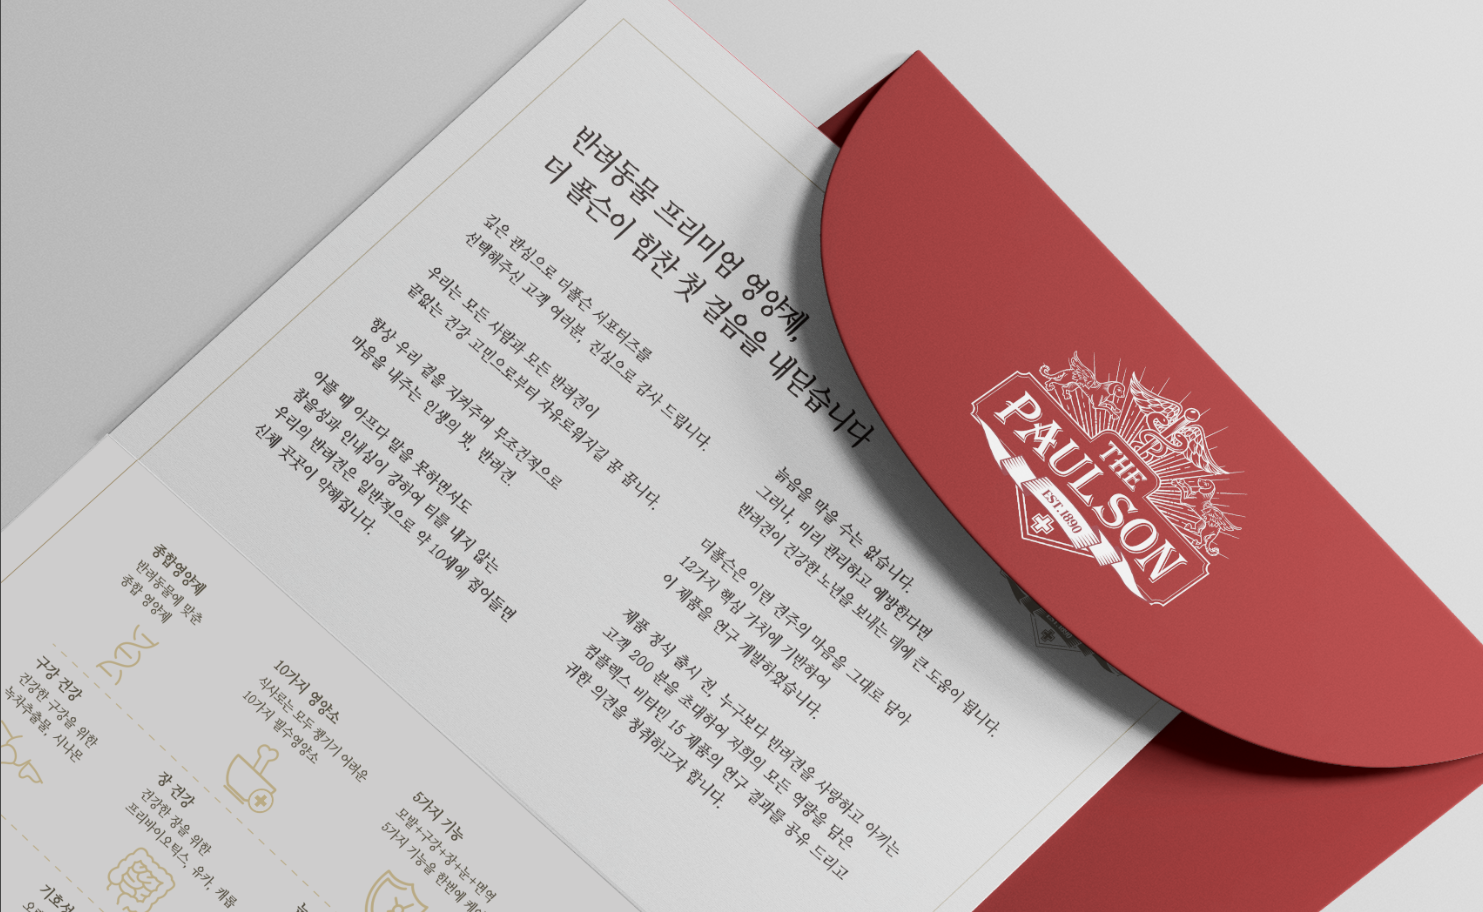 반려동물 프리미엄 영양제,
더 폴슨이 힘찬 첫 걸음을 내딛습니다
깊은 관심으로 더폴슨 서포터즈를
선택해주신 고객 여러분, 진심으로 감사 드립니다.
우리는 모든 사람과 모든 반려견이
끝없는 건강 고민으로부터 자유로워지길 꿈 꿉니다.
항상 우리 곁을 지켜주며 무조건적으로
마음을 내주는 인생의 벗, 반려견.
아플 때 아프다 말을 못하면서도
참을성과 인내심이 강하여 티를 내지 않는
우리의 반려견은 일반적으로 약 10세에 접어들면
신체 곳곳이 약해집니다.
늙음을 막을 수는 없습니다.
그러나, 미리 관리하고 예방한다면
반려견이 건강한 노년을 보내는 데에 큰 도움이 됩니다.
더폴슨은 이런 견주의 마음을 그대로 담아
12가지 핵심 가치에 기반하여
이 제품을 연구 개발하였습니다.
제품 정식 출시 전, 누구보다 반려견을 사랑하고 아끼는
고객 200 분을 초대하여 저희의 모든 역량을 담은
컴플렉스 비타민 15 제품의 연구 결과를 공유 드리고
귀한 의견을 청취하고자 합니다.
종합영양제
반려동물에 맞춘
종합 영양제
10가지 영양소
식사로는 모두 챙기기 어려운
10가지 필수영양소
5가지 기능
모발+구강+장+눈+면역
5가지 기능을 한번에
구강 건강
건강한 구강을 위한
녹차추출물, 시나몬
장 건강
건강한 장을 위한
프리바이오틱스, 유카, 캐롭
기호성
THE
PAULSON
EST.1890